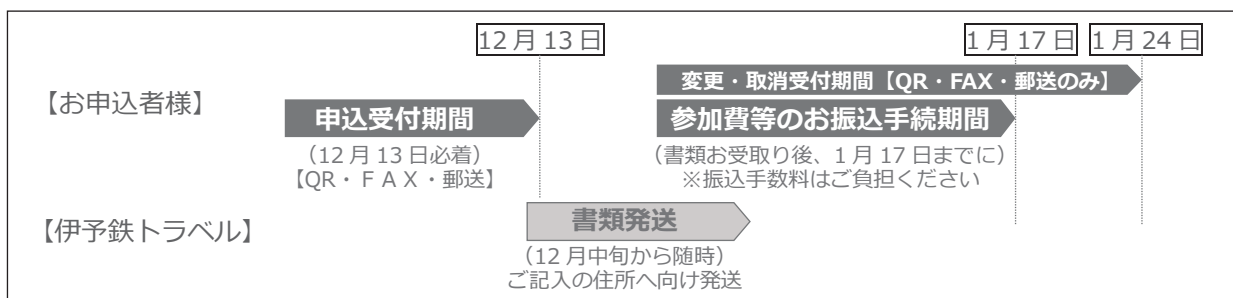 12月13日
1月17日
1月24日
変更・取消受付期間【QR・FAX・郵送のみ】
【お申込者様】
申込受付期間
参加費等のお振込手続期間
（12月13日必着）
【QR・ＦＡＸ・郵送】
（書類お受取り後、1月17日までに）
※振込手数料はご負担ください
【伊予鉄トラベル】
書類発送
（12月中旬から随時）
ご記入の住所へ向け発送